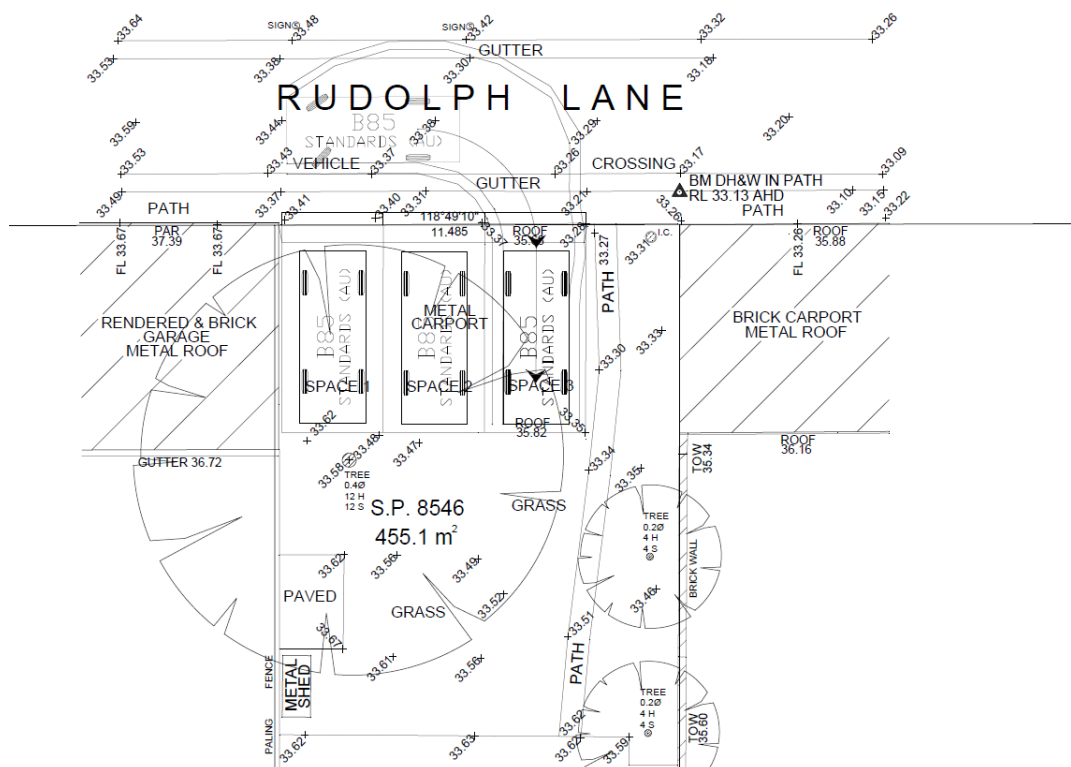 SIGN
SIGN
33.64
33.48
33.42
33.32
33.26
GUTTER
33.53
33.38
33.30
33.18
RUDOLPH LANE
33.59
33.44
B85
33.38
33.29
33.20
STANDARDS (AU)
33.53
33.43
VEHICLE
33.37
33.26
CROSSING
33.17
33.09
GUTTER
BM DH&W IN PATH
RL 33.13 AHD
33.49
PATH
33.37
33.41
33.40
33.31
118°49'10"
11.485
33.37
33.21
33.28
33.26
PATH
33.10
33.15
33.22
FL 33.67
PAR
37.39
33.67
ROOF
33.27
33.31
I.C.
FL 33.26
ROOF
35.88
PATH
RENDERED & BRICK
GARAGE
METAL ROOF
METAL
CARPORT
BRICK CARPORT
METAL ROOF
B85
STANDARDS (AU)
STANDARDS (AU)
B85
STANDARDS (AU)
33.33
33.30
SPACE 1
SPACE 2
SPACE 3
33.62
33.48
33.47
ROOF
35.82
33.35
GUTTER 36.72
33.58
TREE
0.4Ø
12 H
12 S
33.34
33.35
TOW
35.34
ROOF
36.16
S.P. 8546
455.1 m²
GRASS
TREE
0.2Ø
4 H
4 S
33.62
33.56
33.49
BRICK WALL
PAVED
GRASS
33.52
33.46
33.67
33.51
33.61
33.56
PATH
FENCE
METAL
SHED
TREE
0.2Ø
4 H
4 S
PALING
33.62
33.63
33.62
33.62
33.59
TOW
35.60